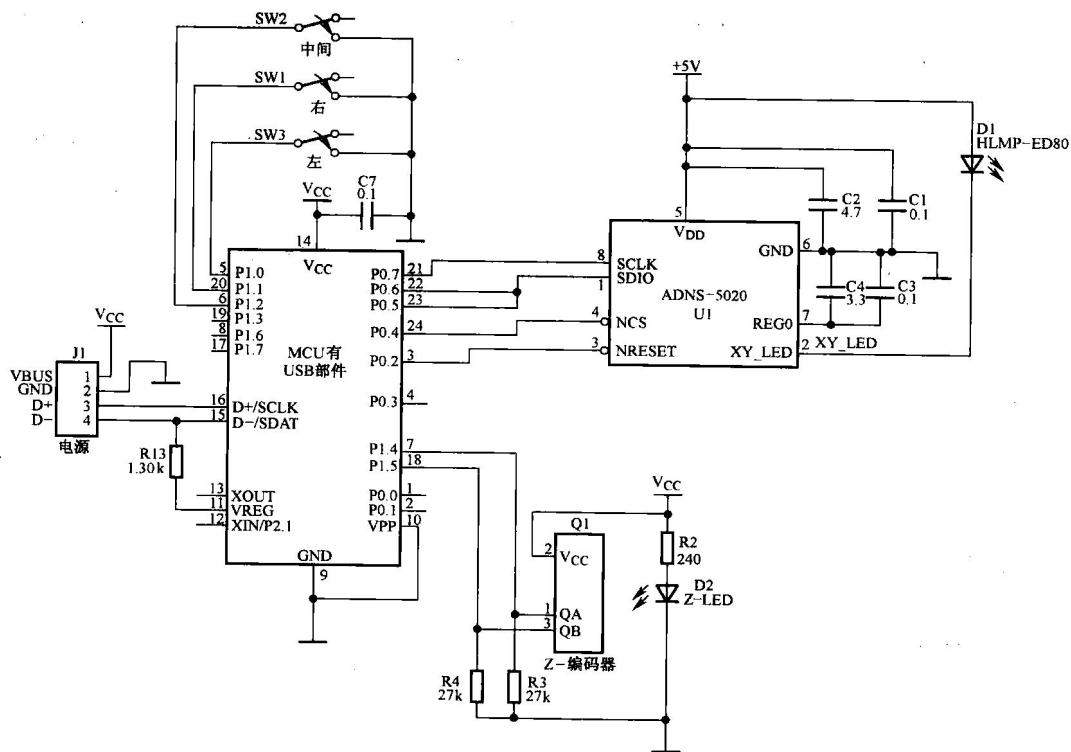 SW2
中间
SW1
右
SW3
左
VCC
C7
0.1
14
VCC
5 P1.0
20 P1.1
6 P1.2
19 P1.3
8 P1.6
17 P1.7
MCU有
USB部件
P0.7 21
P0.6 22
P0.5 23
P0.4 24
P0.2 3
P0.3 4
P1.4 7
P1.5 18
P0.0 1
P0.1 2
VPP 10
16 D+/SCLK
15 D-/SDAT
13 XOUT
11 VREG
12 XIN/P2.1
GND
9
VCC
J1
VBUS 1
GND 2
D+ 3
D- 4
电源
R13
1.30k
+5V
D1
HLMP-ED80
C2
4.7
C1
0.1
5
VDD
8 SCLK
1 SDIO
ADNS-5020
U1
4 NCS
3 NRESET
GND 6
C4
3.3
C3
0.1
REG0 7
XY_LED 2
XY_LED
VCC
R2
240
D2
Z-LED
Q1
2 VCC
1 QA
3 QB
Z-编码器
R4
27k
R3
27k